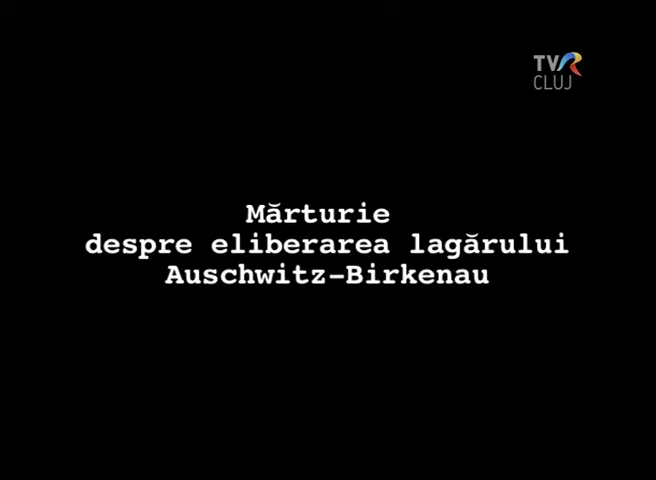 TVR
CLUJ
Mărturie
despre eliberarea lagărului
Auschwitz-Birkenau